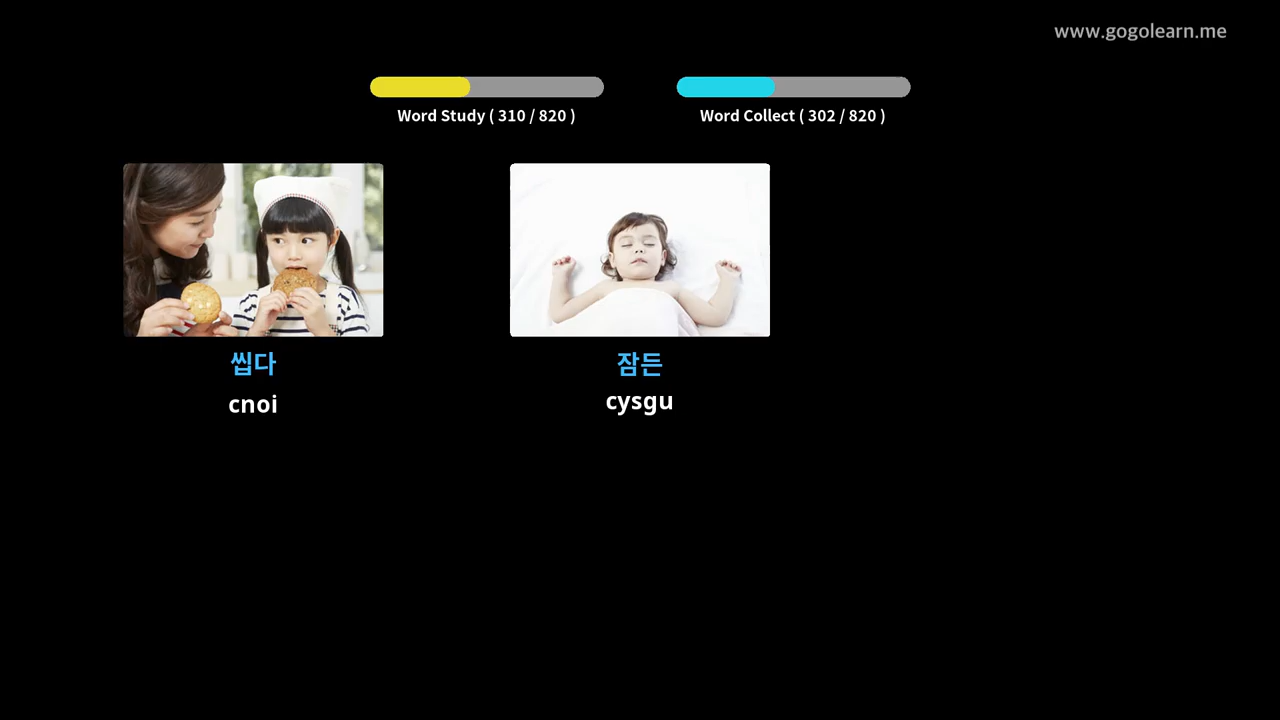 www.gogolearn.me
Word Study ( 310 / 820 )
Word Collect ( 302 / 820 )
씹다
cnoi
잠든
cysgu